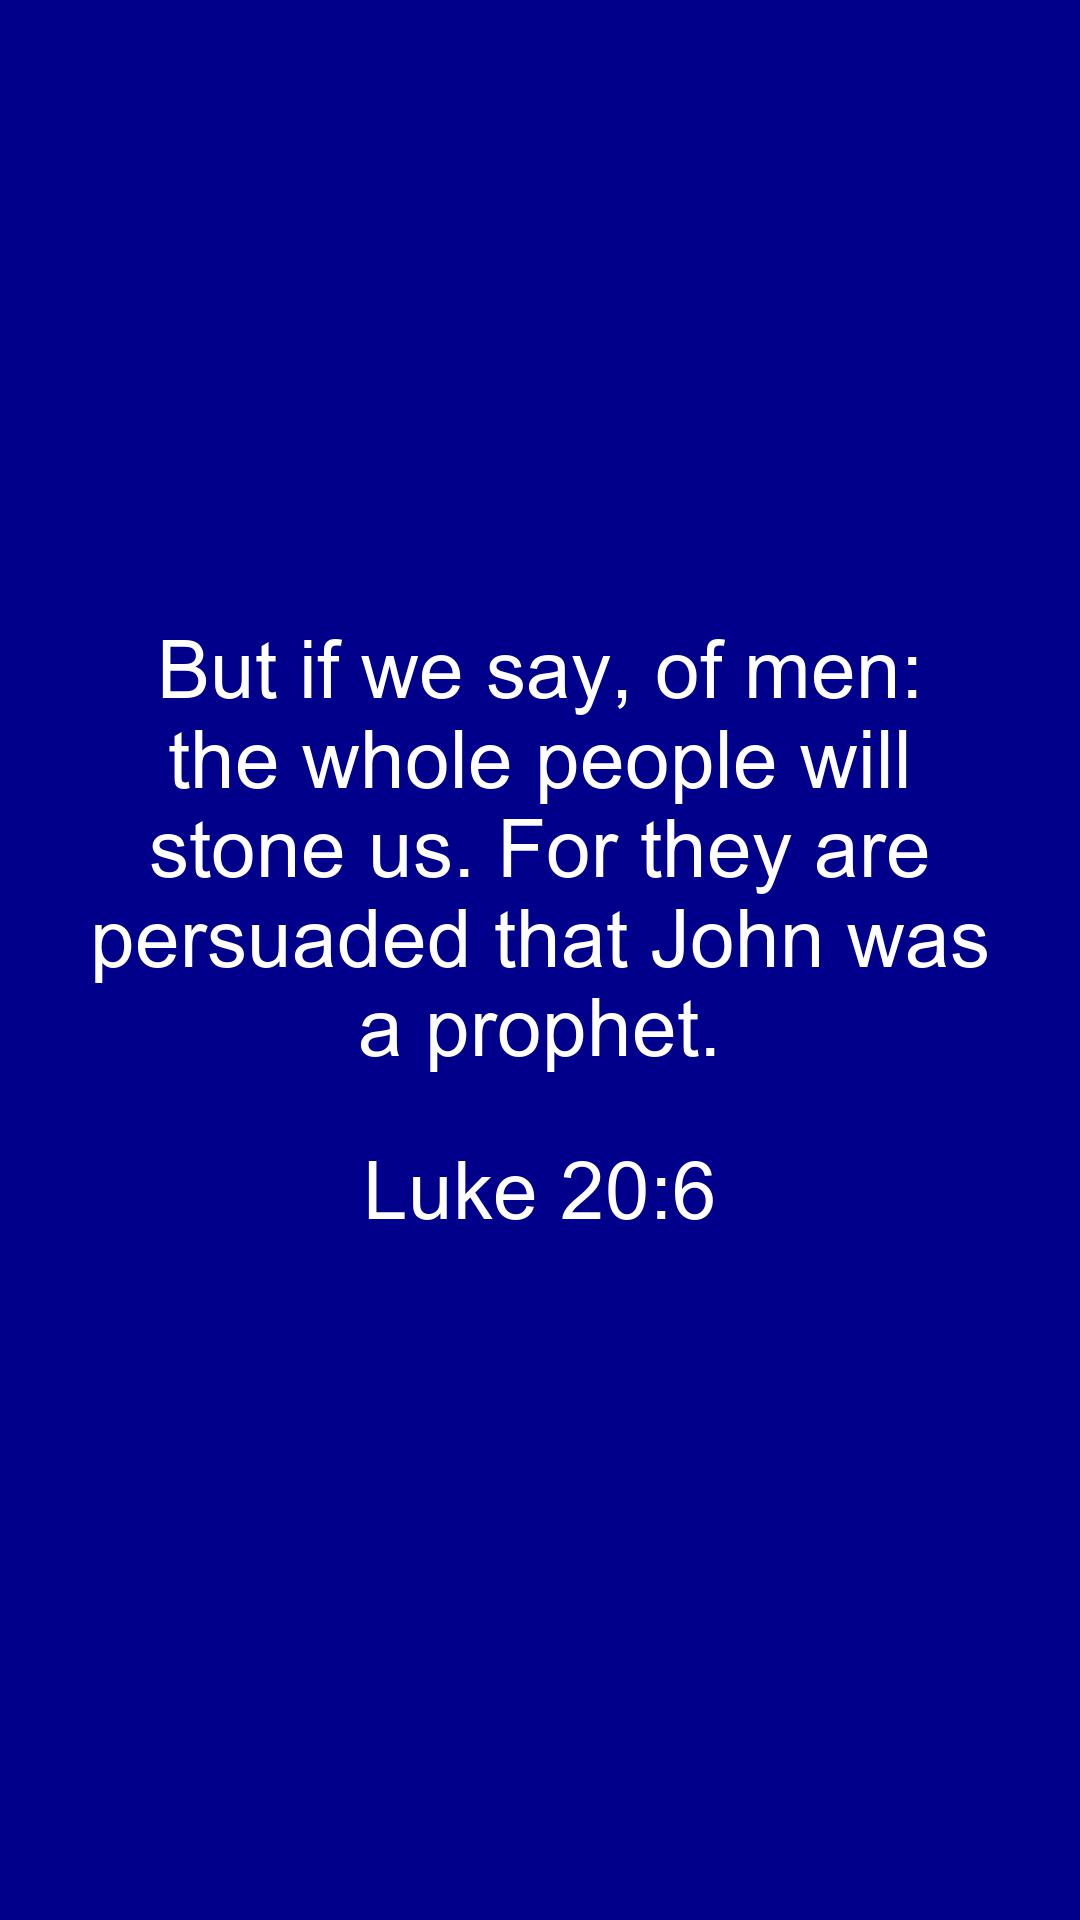 But if we say, of men:
the whole people will
stone us. For they are
persuaded that John was
a prophet.
Luke 20:6